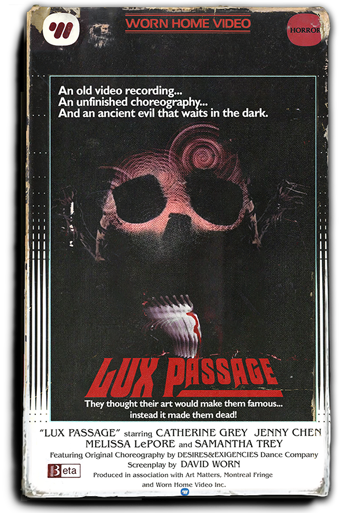 WORN HOME VIDEO
HORROR
An old video recording...
An unfinished choreography...
And an ancient evil that waits in the dark.
LUX PASSAGE
They thought their art would make them famous...
instead it made them dead!
"LUX PASSAGE" starring CATHERINE GREY JENNY CHEN
MELISSA LePORE and SAMANTHA TREY
Featuring Original Choreography by DESIRES&EXIGENCIES Dance Company
Screenplay by DAVID WORN
Beta
Produced in association with Art Matters, Montreal Fringe
and Worn Home Video Inc.